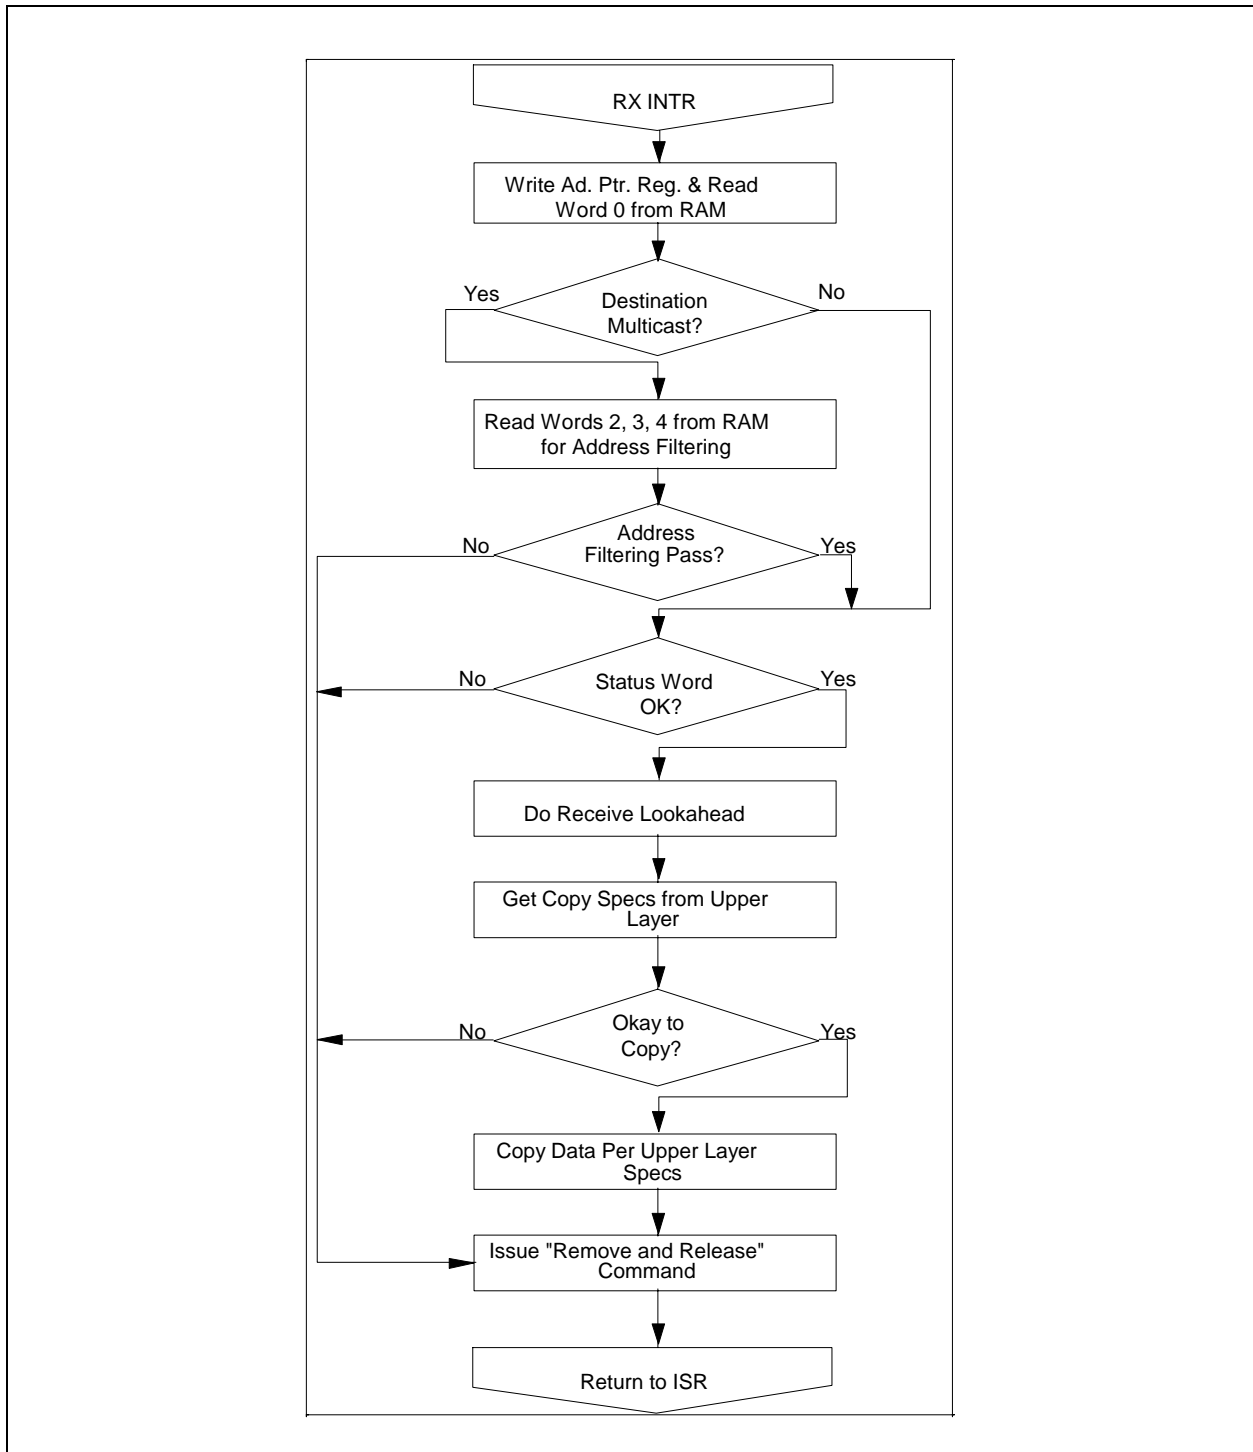 RX INTR
Write Ad. Ptr. Reg. & Read
Word 0 from RAM
Yes
No
Destination
Multicast?
Read Words 2, 3, 4 from RAM
for Address Filtering
Address
Filtering Pass?
No
Yes
Status Word
OK?
No
Yes
Do Receive Lookahead
Get Copy Specs from Upper
Layer
Okay to
Copy?
No
Yes
Copy Data Per Upper Layer
Specs
Issue "Remove and Release"
Command
Return to ISR